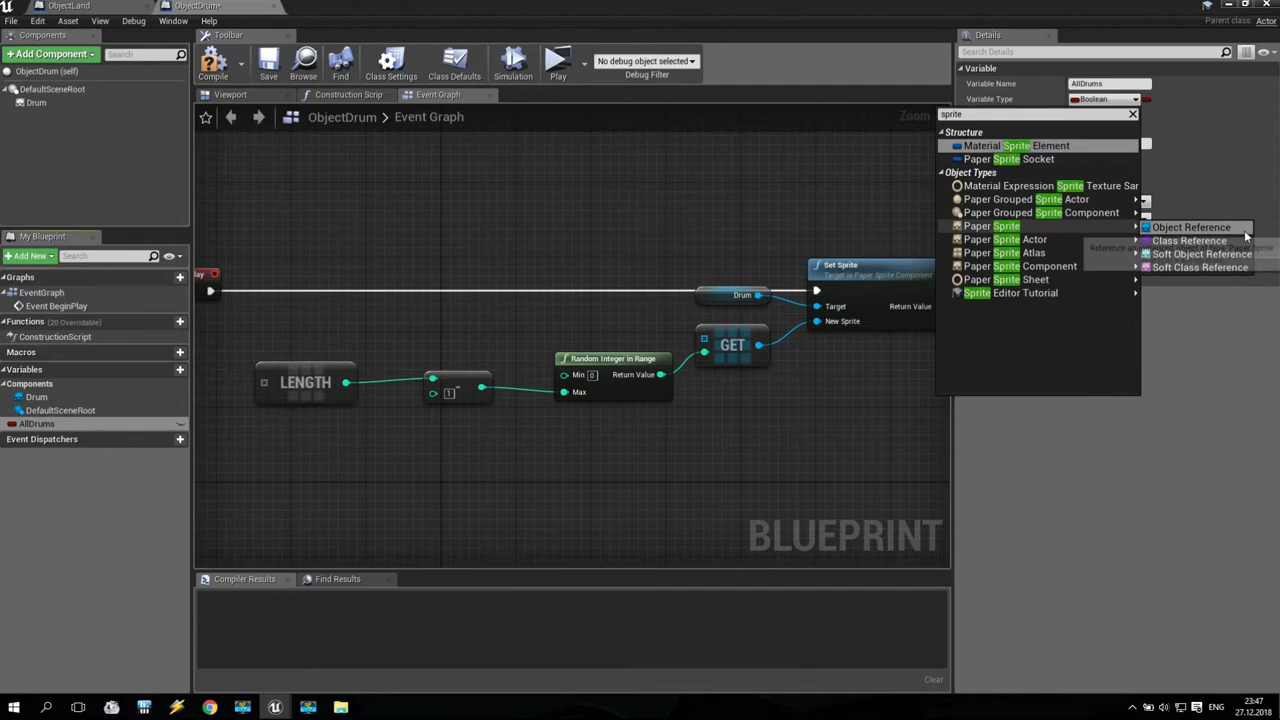 ObjectLand
ObjectDrum*
File Edit Asset View Debug Window Help
Parent class: Actor
Components
Toolbar
Details
+ Add Component
Search
Compile
Save
Browse
Find
Class Settings
Class Defaults
Simulation
Play
No debug object selected
Debug Filter
Search Details
ObjectDrum (self)
DefaultSceneRoot
Drum
Variable
Variable Name
AllDrums
Variable Type
Boolean
Viewport
Construction Scrip
Event Graph
ObjectDrum > Event Graph
Zoom
sprite
Structure
Material Sprite Element
Paper Sprite Socket
Object Types
Material Expression Sprite Texture Sar
Paper Grouped Sprite Actor
Paper Grouped Sprite Component
Paper Sprite
Paper Sprite Actor
Paper Sprite Atlas
Paper Sprite Component
Paper Sprite Sheet
Sprite Editor Tutorial
Object Reference
Class Reference
Soft Object Reference
Soft Class Reference
My Blueprint
+ Add New
Search
Graphs
EventGraph
Event BeginPlay
Functions (20 Overridable)
ConstructionScript
Macros
Variables
Components
Drum
DefaultSceneRoot
AllDrums
Event Dispatchers
lay
Drum
Set Sprite
Target is Paper Sprite Component
Target
Return Value
New Sprite
GET
LENGTH
-
1
Random Integer in Range
Min 0
Return Value
Max
BLUEPRINT
Compiler Results
Find Results
Clear
ENG
23:47
27.12.2018